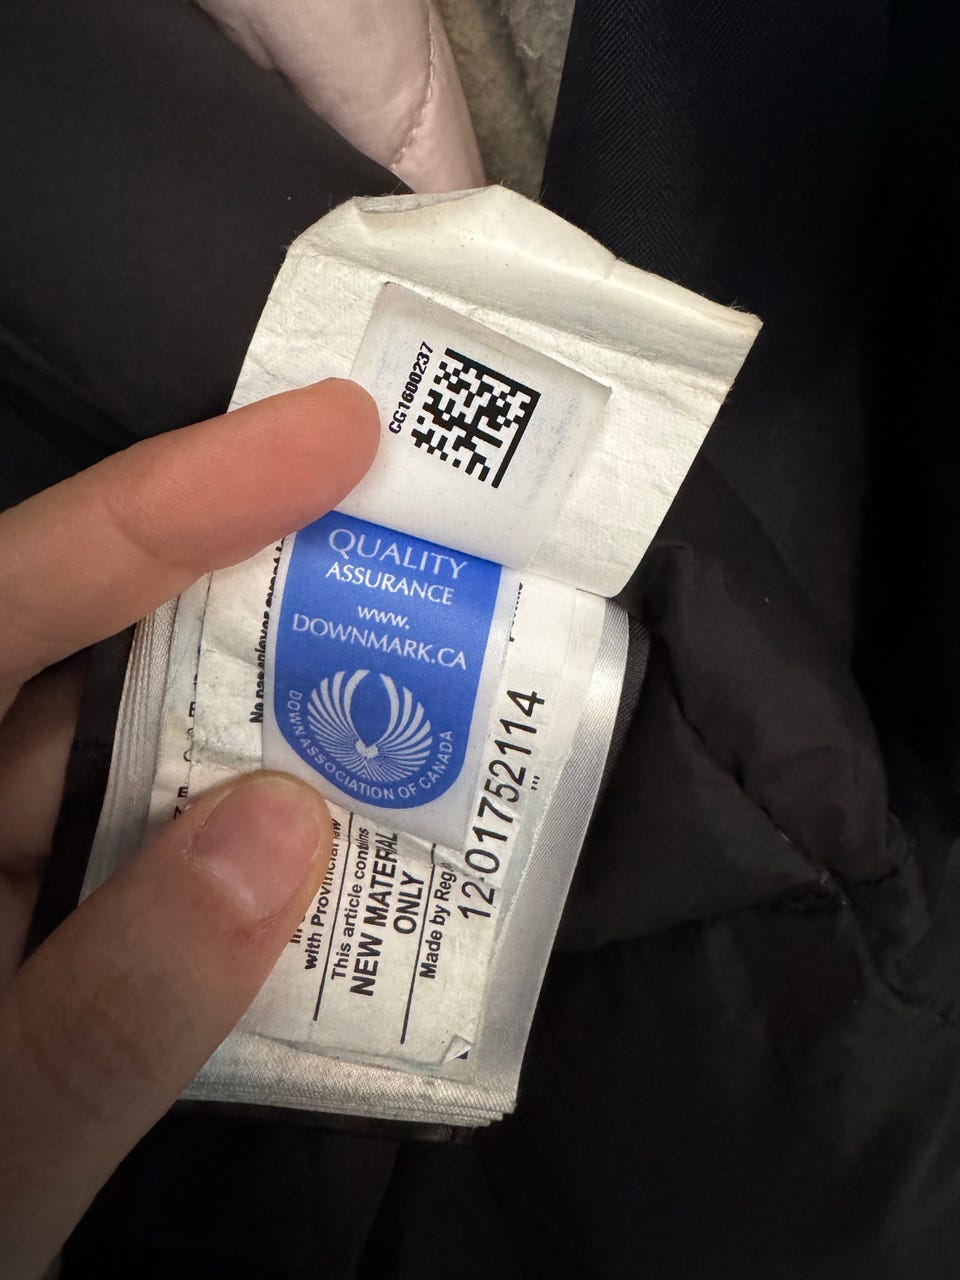 CG1600237
QUALITY
ASSURANCE
www.
DOWNMARK.CA
DOWN ASSOCIATION OF CANADA
with Provincial
This article contains
NEW MATERIAL
ONLY
Made by Reg.
12-01752114